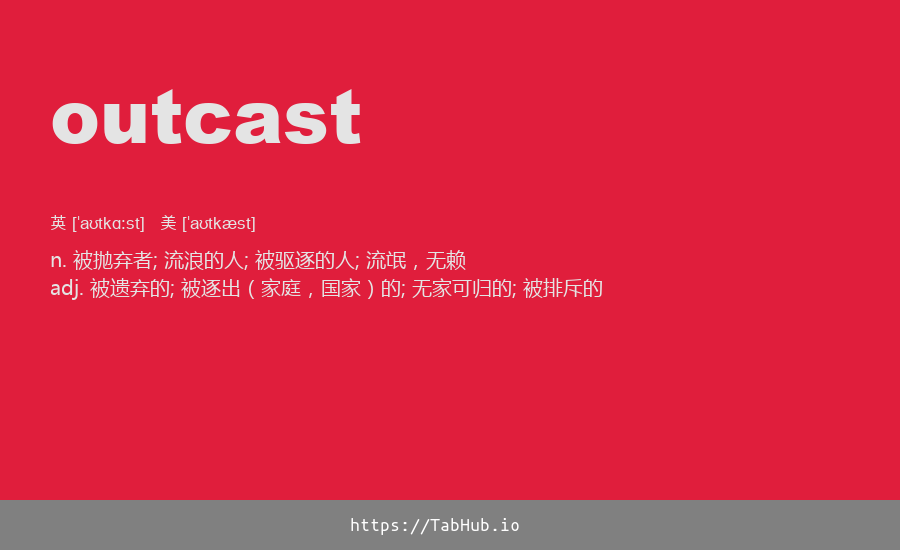 outcast
英 [ˈaʊtkɑːst] 美 [ˈaʊtkæst]
n. 被抛弃者; 流浪的人; 被驱逐的人; 流氓，无赖
adj. 被遗弃的; 被逐出（家庭，国家）的; 无家可归的; 被排斥的
https://TabHub.io